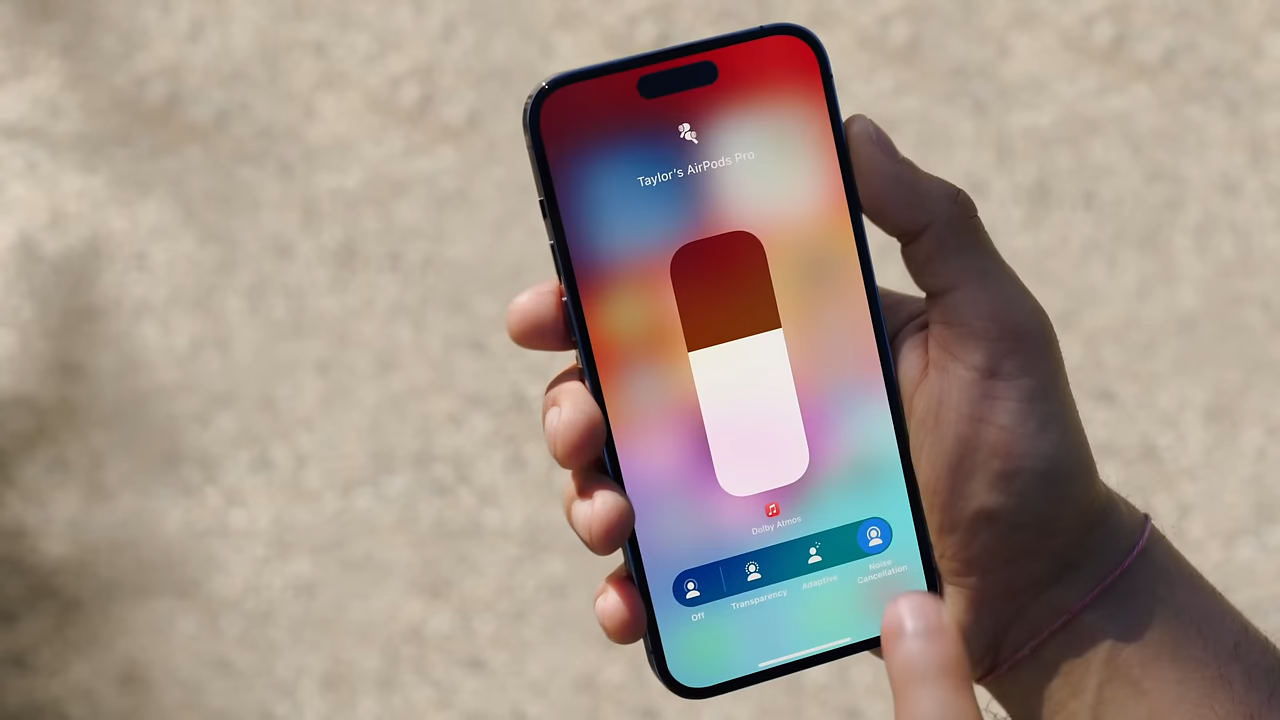 Taylor's AirPods Pro
Dolby Atmos
Off
Transparency
Adaptive
Noise
Cancellation